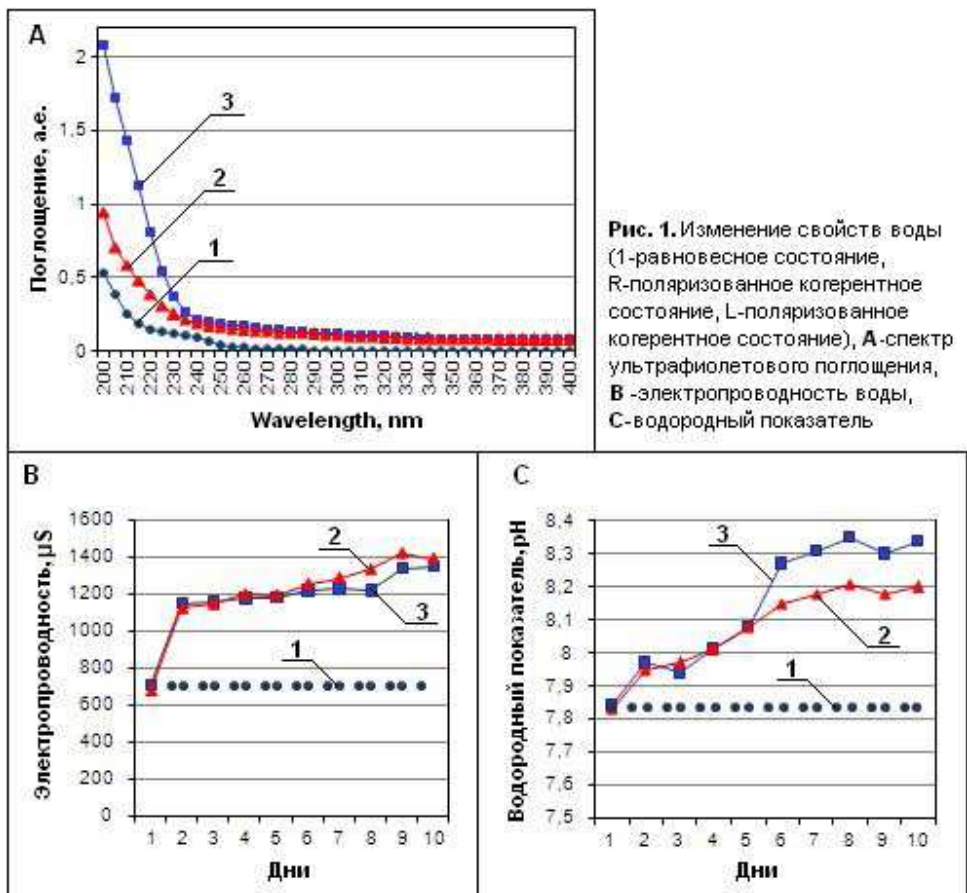 A
Поглощение, а.е.
2
1,5
1
0,5
0
3
2
1
200
210
220
230
240
250
260
270
280
290
300
310
320
330
340
350
360
370
380
390
400
Wavelength, nm
Рис. 1. Изменение свойств воды
(1-равновесное состояние,
R-поляризованное когерентное
состояние, L-поляризованное
когерентное состояние), А-спектр
ультрафиолетового поглощения,
В -электропроводность воды,
С-водородный показатель
B
Электропроводность,µS
1600
1400
1200
1000
800
600
400
200
0
2
3
1
1 2 3 4 5 6 7 8 9 10
Дни
C
Водородный показатель,pH
8,4
8,3
8,2
8,1
8
7,9
7,8
7,7
7,6
7,5
3
2
1
1 2 3 4 5 6 7 8 9 10
Дни